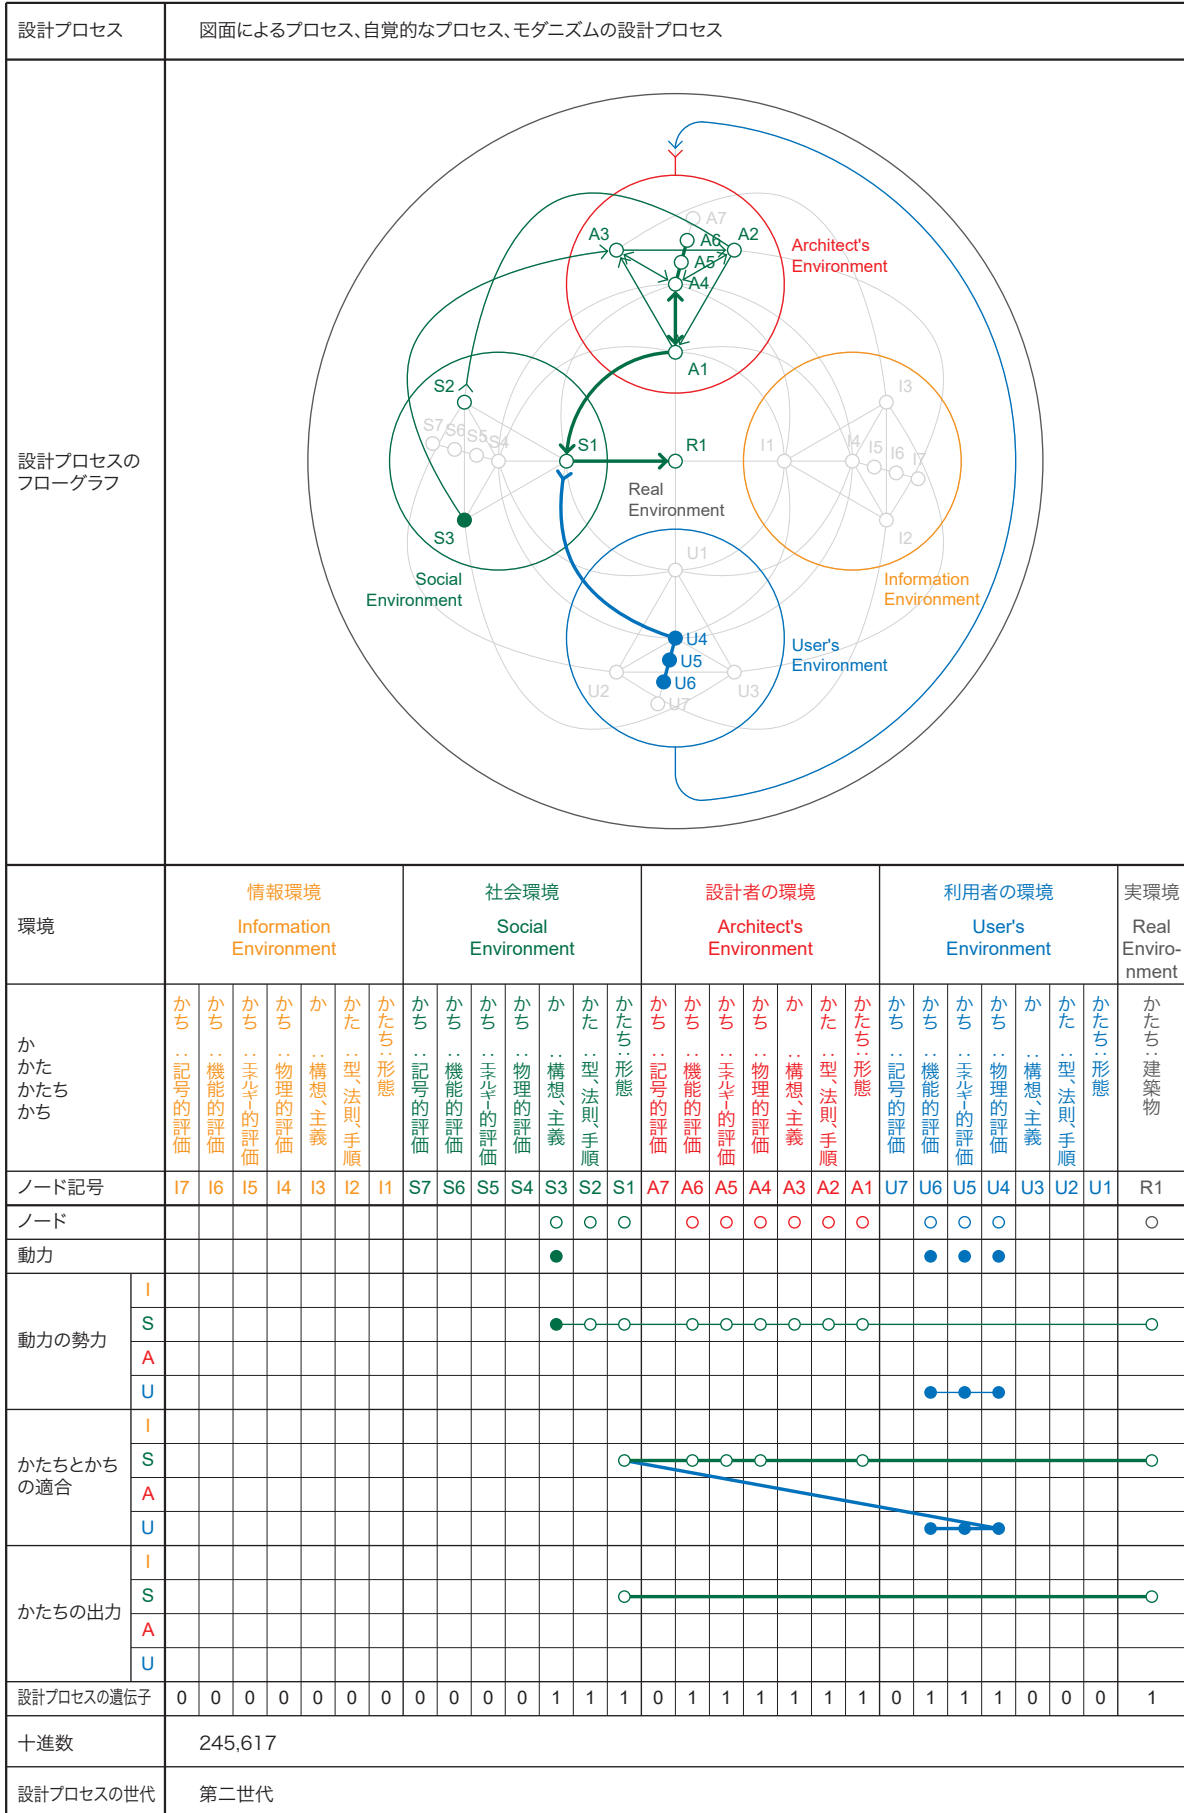 設計プロセス
図面によるプロセス、自覚的なプロセス、モダニズムの設計プロセス
設計プロセスの
フローグラフ
A7
A3
A6
A2
A5
A4
A1
Architect's
Environment
S2
S7
S6
S5
S4
S1
S3
Social
Environment
R1
Real
Environment
I1
I3
I4
I5
I6
I7
I2
Information
Environment
U1
U4
U5
U6
U7
U2
U3
User's
Environment
環境
情報環境
Information
Environment
社会環境
Social
Environment
設計者の環境
Architect's
Environment
利用者の環境
User's
Environment
実環境
Real
Enviro-
nment
か
かた
かたち
かち
かち：記号的評価
かち：機能的評価
かち：エネルギー的評価
かち：物理的評価
か：構想、主義
かた：型、法則、手順
かたち：形態
かち：記号的評価
かち：機能的評価
かち：エネルギー的評価
かち：物理的評価
か：構想、主義
かた：型、法則、手順
かたち：形態
かち：記号的評価
かち：機能的評価
かち：エネルギー的評価
かち：物理的評価
か：構想、主義
かた：型、法則、手順
かたち：形態
かち：記号的評価
かち：機能的評価
かち：エネルギー的評価
かち：物理的評価
か：構想、主義
かた：型、法則、手順
かたち：形態
かたち：建築物
ノード記号 I7 I6 I5 I4 I3 I2 I1 S7 S6 S5 S4 S3 S2 S1 A7 A6 A5 A4 A3 A2 A1 U7 U6 U5 U4 U3 U2 U1 R1
ノード
動力
動力の勢力
I
S
A
U
かたちとかち
の適合
I
S
A
U
かたちの出力
I
S
A
U
設計プロセスの遺伝子 0 0 0 0 0 0 0 0 0 0 0 1 1 1 0 1 1 1 1 1 1 0 1 1 1 0 0 0 1
十進数 245,617
設計プロセスの世代 第二世代